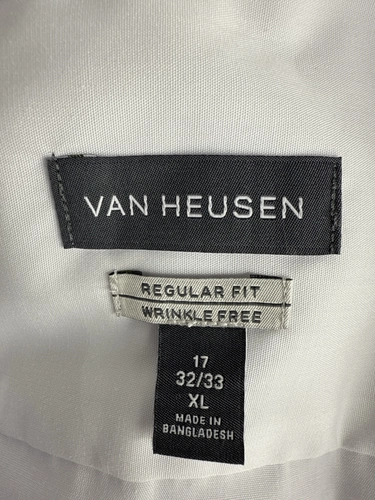 VAN HEUSEN
REGULAR FIT
WRINKLE FREE
17
32/33
XL
MADE IN
BANGLADESH